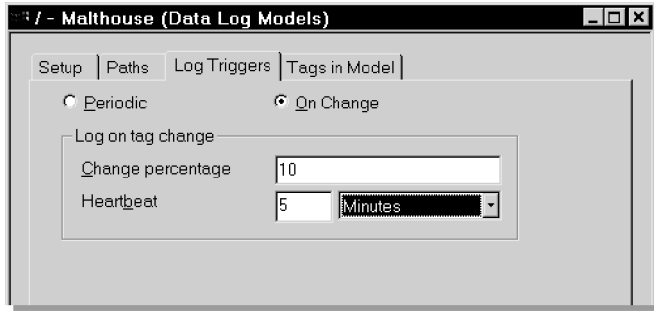 / - Malthouse (Data Log Models)
Setup Paths Log Triggers Tags in Model
Periodic On Change
Log on tag change
Change percentage 10
Heartbeat 5 Minutes